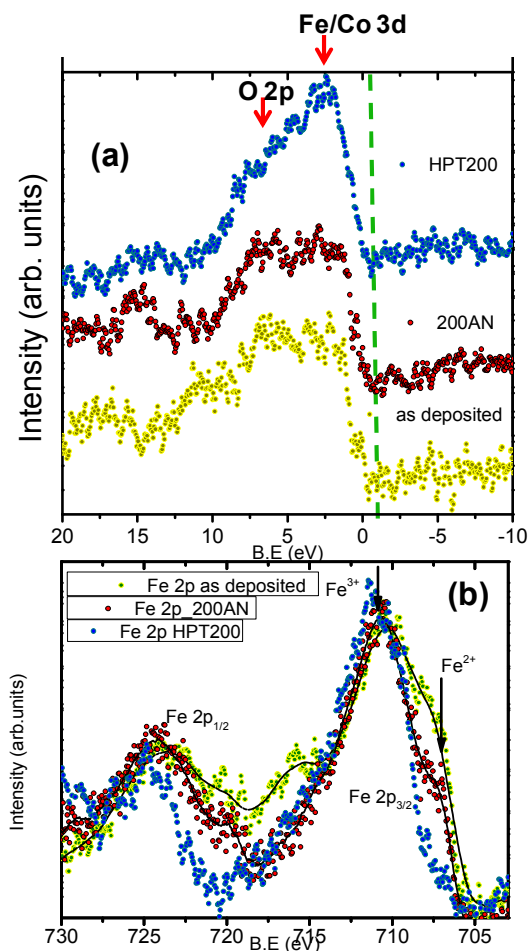 Fe/Co 3d
O 2p
(a)
HPT200
200AN
as deposited
Intensity (arb. units)
20 15 10 5 0 -5 -10
B.E (eV)
Fe 2p as deposited
Fe 2p_200AN
Fe 2p HPT200
Fe3+
(b)
Fe2+
Fe 2p1/2
Fe 2p3/2
Intensity (arb.units)
730 725 720 715 710 705
B.E (eV)